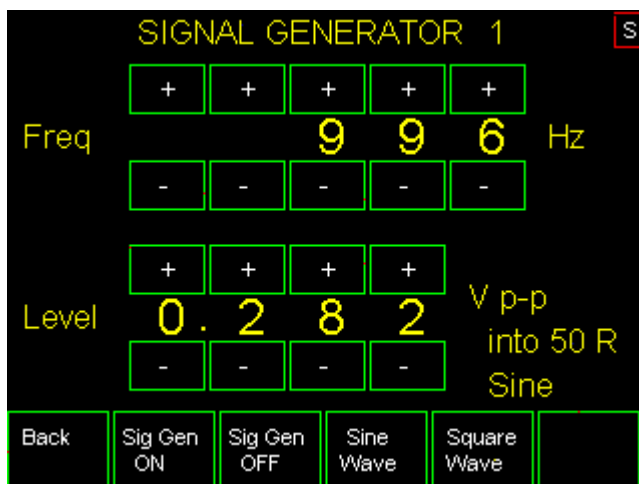 SIGNAL GENERATOR 1 S
+ + + + +
Freq 9 9 6 Hz
- - - - -
+ + + +
Level 0 . 2 8 2 V p-p
into 50 R
- - - -
Sine
Back Sig Gen ON Sig Gen OFF Sine Wave Square Wave